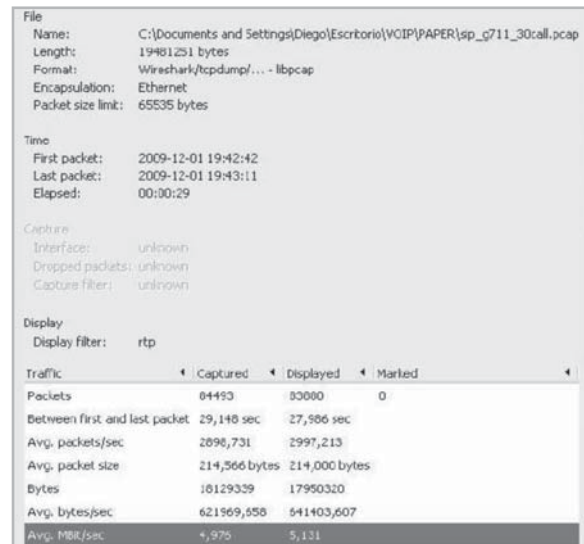 File
Name: C:\Documents and Settings\Diego\Escritorio\VOIP\PAPER\sip_g711_30call.pcap
Length: 19481251 bytes
Format: Wireshark/tcpdump/... - libpcap
Encapsulation: Ethernet
Packet size limit: 65535 bytes
Time
First packet: 2009-12-01 19:42:42
Last packet: 2009-12-01 19:43:11
Elapsed: 00:00:29
Capture
Interface: unknown
Dropped packets: unknown
Capture filter: unknown
Display
Display filter: rtp
Traffic Captured Displayed Marked
Packets 84493 83880 0
Between first and last packet 29,148 sec 27,986 sec
Avg. packets/sec 2898,731 2997,213
Avg. packet size 214,566 bytes 214,000 bytes
Bytes 18129339 17950320
Avg. bytes/sec 621969,658 641403,607
Avg. MBit/sec 4,976 5,131